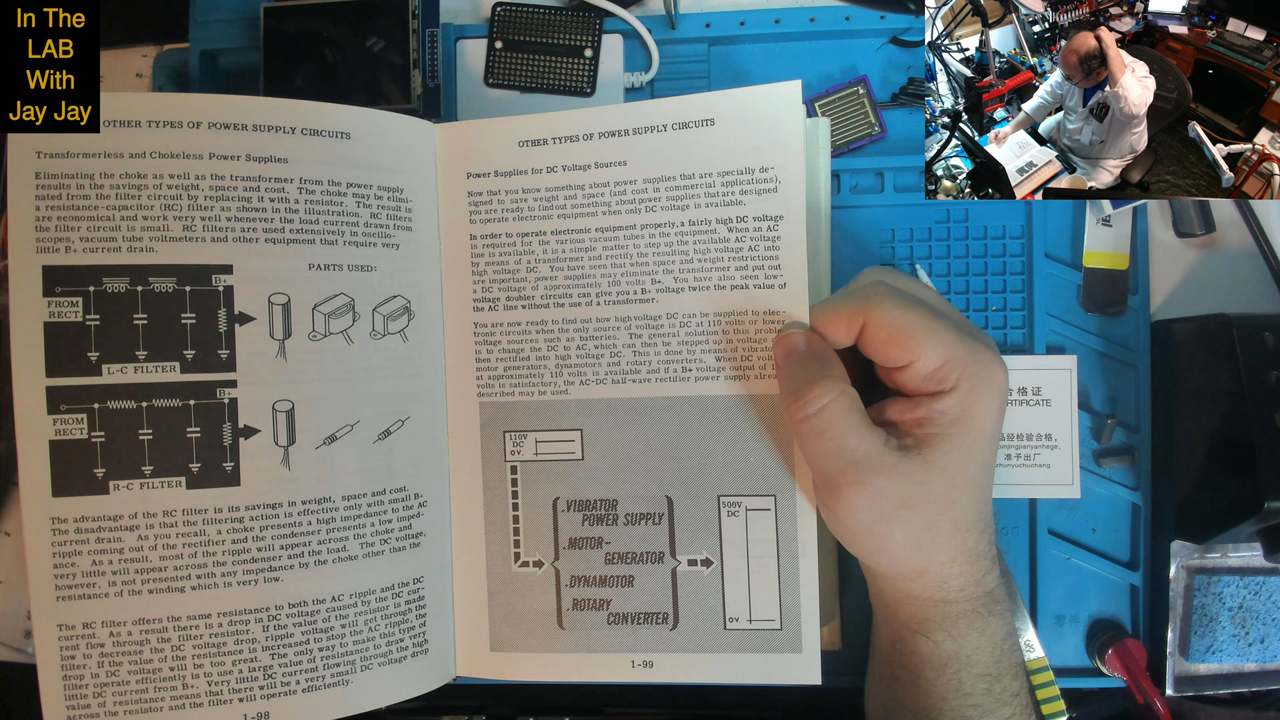 In The
LAB
With
Jay Jay
OTHER TYPES OF POWER SUPPLY CIRCUITS
Transformerless and Chokeless Power Supplies
Eliminating the choke as well as the transformer from the power supply
results in the savings of weight, space and cost. The choke may be elimi-
nated from the filter circuit by replacing it with a resistor. The result is
a resistance-capacitor (RC) filter as shown in the illustration. RC filters
are economical and work very well whenever the load current drawn from
the filter circuit is small. RC filters are used extensively in oscillo-
scopes, vacuum tube voltmeters and other equipment that require very
little B+ current drain.
PARTS USED:
B+
FROM
RECT.
L-C FILTER
B+
FROM
RECT.
R-C FILTER
The advantage of the RC filter is its savings in weight, space and cost.
The disadvantage is that the filtering action is effective only with small B+
current drain. As you recall, a choke presents a high impedance to the AC
ripple coming out of the rectifier and the condenser presents a low imped-
ance. As a result, most of the ripple will appear across the choke and
very little will appear across the condenser and the load. The DC voltage,
however, is not presented with any impedance by the choke other than the
resistance of the winding which is very low.
The RC filter offers the same resistance to both the AC ripple and the DC
current. As a result there is a drop in DC voltage caused by the DC cur-
rent flow through the filter resistor. If the value of the resistor is made
low to decrease the DC voltage drop, ripple voltage will get through the
filter. If the value of the resistance is increased to stop the AC ripple, the
drop in DC voltage will be too great. The only way to make this type of
filter operate efficiently is to use a large value of resistance and draw very
little DC current from B+. Very little DC current flowing through the high
value of resistance means that there will be a very small DC voltage drop
across the resistor and the filter will operate efficiently.
1-98
OTHER TYPES OF POWER SUPPLY CIRCUITS
Power Supplies for DC Voltage Sources
Now that you know something about power supplies that are specially de-
signed to save weight and space (and cost in commercial applications),
you are ready to find out something about power supplies that are designed
to operate electronic equipment when only DC voltage is available.
In order to operate electronic equipment properly, a fairly high DC voltage
is required for the various vacuum tubes in the equipment. When an AC
line is available, it is a simple matter to step up the available AC voltage
by means of a transformer and rectify the resulting high voltage AC into
high voltage DC. You have seen that when space and weight restrictions
are important, power supplies may eliminate the transformer and put out
a DC voltage of approximately 100 volts B+. You have also seen how
voltage doubler circuits can give you a B+ voltage twice the peak value of
the AC line without the use of a transformer.
You are now ready to find out how high voltage DC can be supplied to elec-
tronic circuits when the only source of voltage is DC at 110 volts or lower
voltage sources such as batteries. The general solution to this
is to change the DC to AC, which can then be stepped up in voltage
then rectified into high voltage DC. This is done by means of
motor generators, dynamotors and rotary converters. When DC
at approximately 110 volts is available and if a B+ voltage output of
volts is satisfactory, the AC-DC half-wave rectifier power supply
described may be used.
110V
DC
0V.
.VIBRATOR
POWER SUPPLY
.MOTOR-
GENERATOR
.DYNAMOTOR
.ROTARY
CONVERTER
500V
DC
0V
1-99
合格证
品经检验合格，
准予出厂
zhunyuchuchang